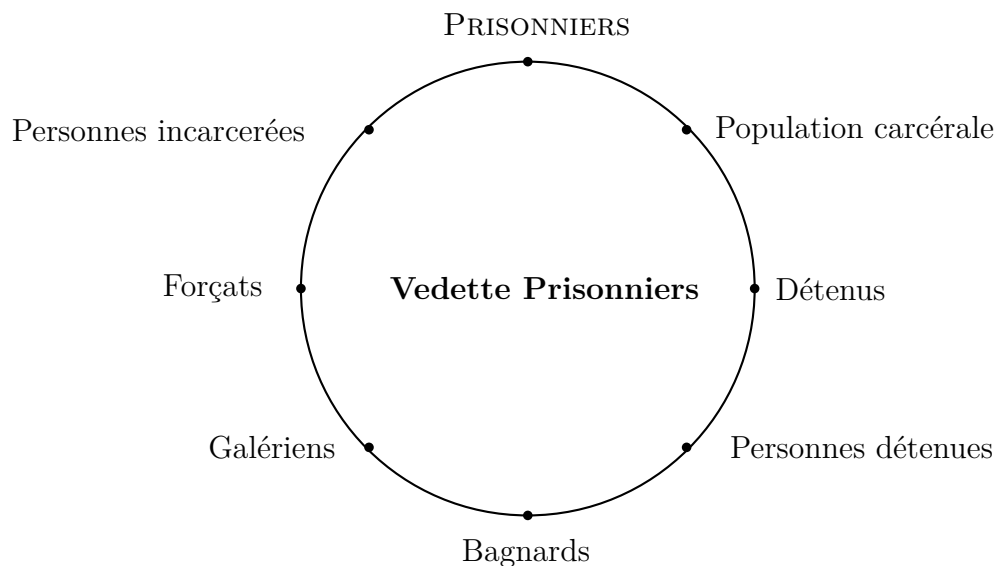 PRISONNIERS
Personnes incarcerées
Population carcérale
Forçats
Vedette Prisonniers
Détenus
Galériens
Personnes détenues
Bagnards